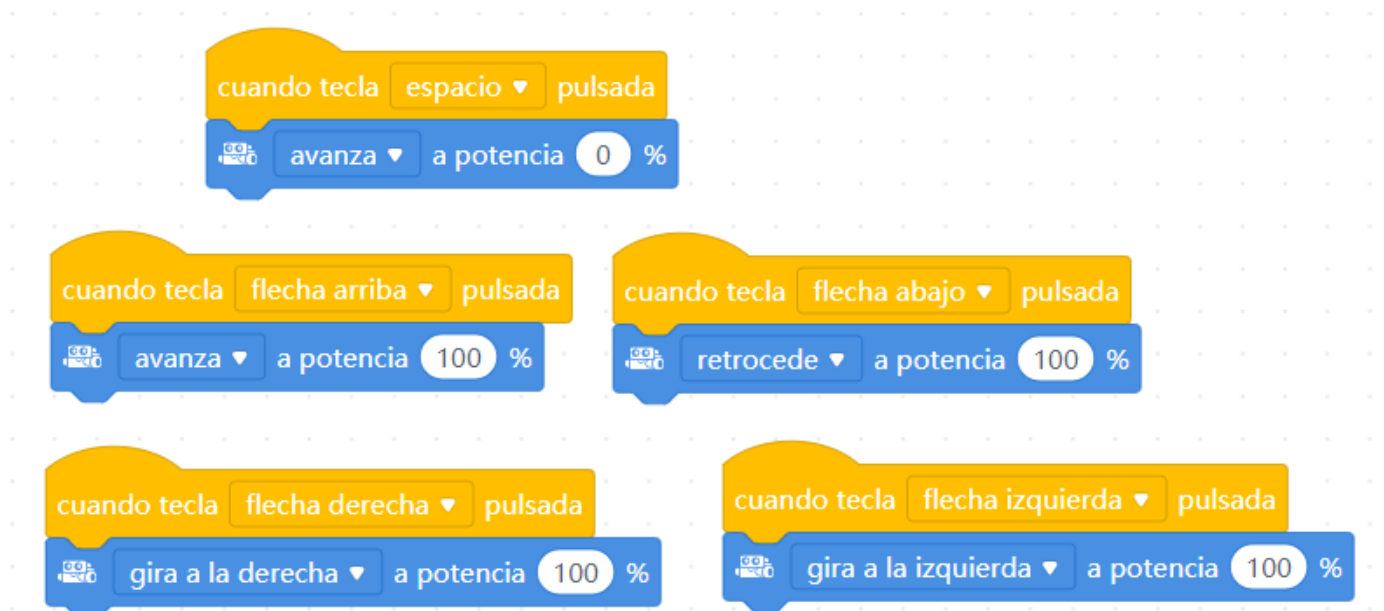 cuando tecla espacio pulsada
avanza a potencia 0 %
cuando tecla flecha arriba pulsada
avanza a potencia 100 %
cuando tecla flecha abajo pulsada
retrocede a potencia 100 %
cuando tecla flecha derecha pulsada
gira a la derecha a potencia 100 %
cuando tecla flecha izquierda pulsada
gira a la izquierda a potencia 100 %